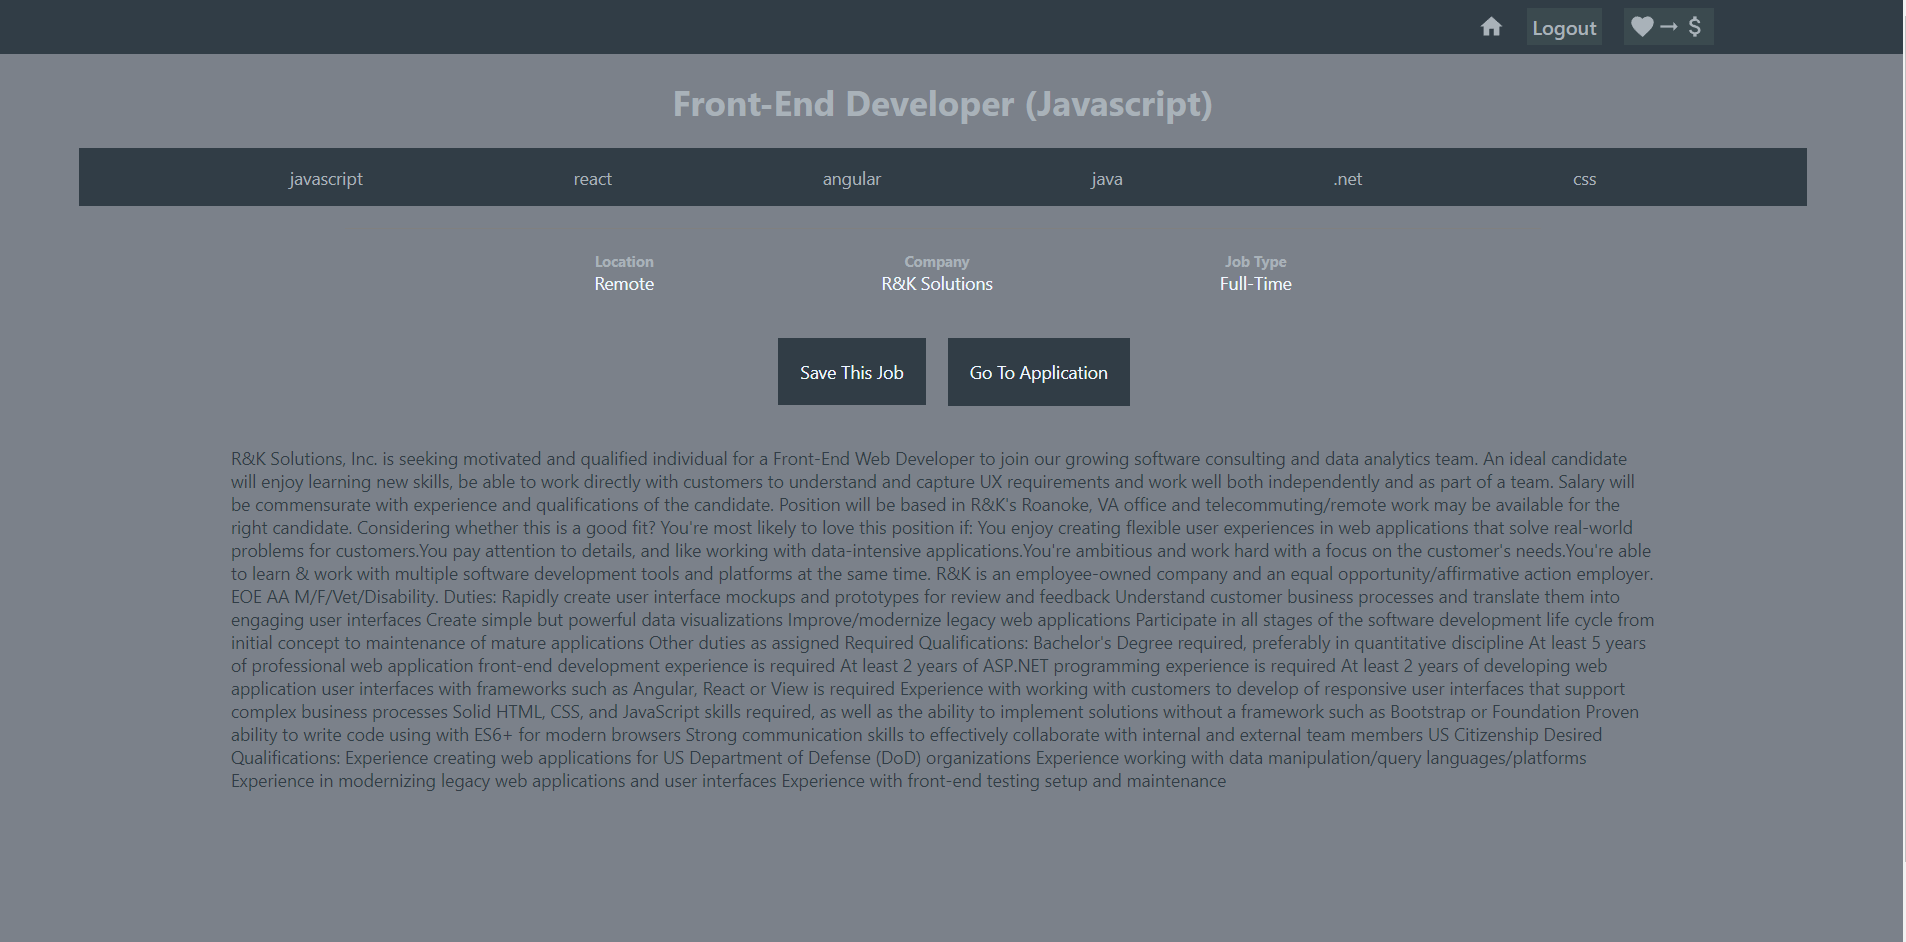 Logout
Front-End Developer (Javascript)
javascript react angular java .net css
Location Company Job Type
Remote R&K Solutions Full-Time
Save This Job Go To Application
R&K Solutions, Inc. is seeking motivated and qualified individual for a Front-End Web Developer to join our growing software consulting and data analytics team. An ideal candidate
will enjoy learning new skills, be able to work directly with customers to understand and capture UX requirements and work well both independently and as part of a team. Salary will
be commensurate with experience and qualifications of the candidate. Position will be based in R&K's Roanoke, VA office and telecommuting/remote work may be available for the
right candidate. Considering whether this is a good fit? You're most likely to love this position if: You enjoy creating flexible user experiences in web applications that solve real-world
problems for customers.You pay attention to details, and like working with data-intensive applications.You're ambitious and work hard with a focus on the customer's needs.You're able
to learn & work with multiple software development tools and platforms at the same time. R&K is an employee-owned company and an equal opportunity/affirmative action employer.
EOE AA M/F/Vet/Disability. Duties: Rapidly create user interface mockups and prototypes for review and feedback Understand customer business processes and translate them into
engaging user interfaces Create simple but powerful data visualizations Improve/modernize legacy web applications Participate in all stages of the software development life cycle from
initial concept to maintenance of mature applications Other duties as assigned Required Qualifications: Bachelor's Degree required, preferably in quantitative discipline At least 5 years
of professional web application front-end development experience is required At least 2 years of ASP.NET programming experience is required At least 2 years of developing web
application user interfaces with frameworks such as Angular, React or View is required Experience with working with customers to develop of responsive user interfaces that support
complex business processes Solid HTML, CSS, and JavaScript skills required, as well as the ability to implement solutions without a framework such as Bootstrap or Foundation Proven
ability to write code using with ES6+ for modern browsers Strong communication skills to effectively collaborate with internal and external team members US Citizenship Desired
Qualifications: Experience creating web applications for US Department of Defense (DoD) organizations Experience working with data manipulation/query languages/platforms
Experience in modernizing legacy web applications and user interfaces Experience with front-end testing setup and maintenance